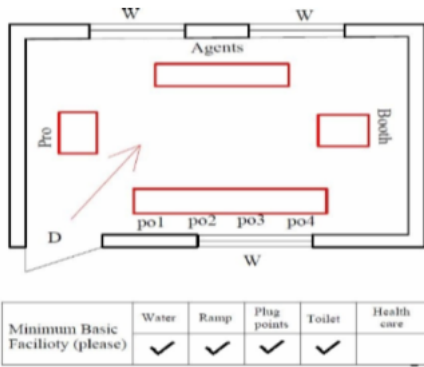 W W
Agents
Pro
Booth
po1 po2 po3 po4
D
W
Minimum Basic Facilioty (please) Water Ramp Plug points Toilet Health care
✓ ✓ ✓ ✓